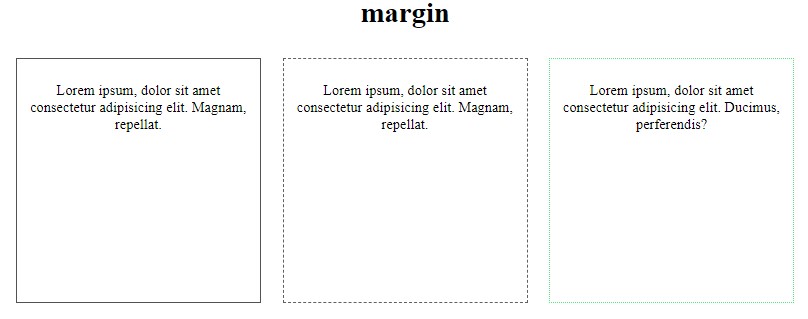 margin
Lorem ipsum, dolor sit amet
consectetur adipisicing elit. Magnam,
repellat.
Lorem ipsum, dolor sit amet
consectetur adipisicing elit. Magnam,
repellat.
Lorem ipsum, dolor sit amet
consectetur adipisicing elit. Ducimus,
perferendis?